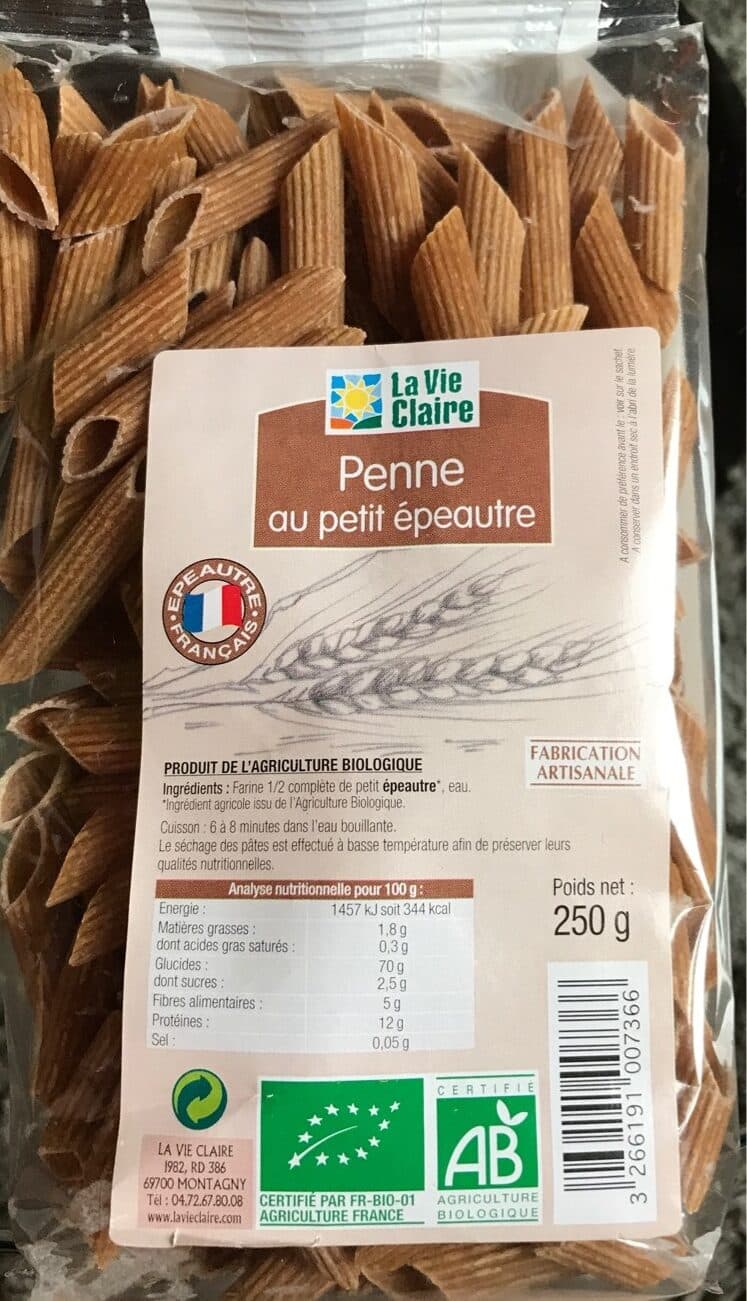 La Vie
Claire
Penne
au petit épeautre
A consommer de préférence avant le : voir sur le sachet.
A conserver dans un endroit sec à l'abri de la lumière
EPEAUTRE
FRANÇAIS
FABRICATION
ARTISANALE
PRODUIT DE L'AGRICULTURE BIOLOGIQUE
Ingrédients : Farine 1/2 complète de petit épeautre*, eau.
*Ingrédient agricole issu de l'Agriculture Biologique.
Cuisson : 6 à 8 minutes dans l'eau bouillante.
Le séchage des pâtes est effectué à basse température afin de préserver leurs
qualités nutritionnelles.
Analyse nutritionnelle pour 100 g :
Energie : 1457 kJ soit 344 kcal
Matières grasses : 1,8 g
dont acides gras saturés : 0,3 g
Glucides : 70 g
dont sucres : 2,5 g
Fibres alimentaires : 5 g
Protéines : 12 g
Sel : 0,05 g
Poids net :
250 g
3 266191 007366
LA VIE CLAIRE
1982, RD 386
69700 MONTAGNY
Tél : 04.72.67.80.08
www.lavieclaire.com
CERTIFIÉ PAR FR-BIO-01
AGRICULTURE FRANCE
CERTIFIÉ
AB
AGRICULTURE
BIOLOGIQUE